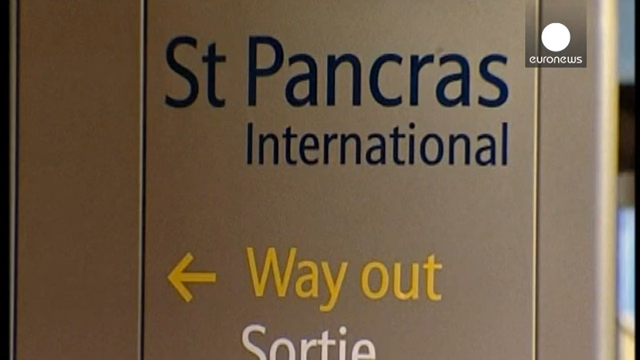 euronews
St Pancras
International
← Way out
Sortie